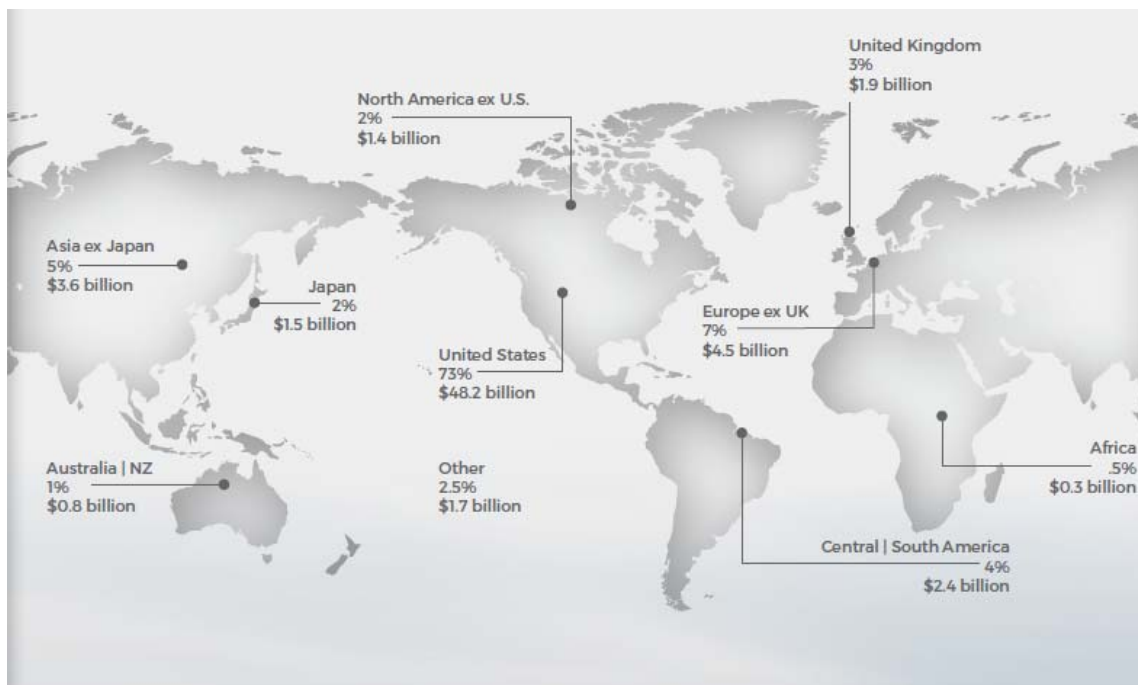 United Kingdom
3%
$1.9 billion
North America ex U.S.
2%
$1.4 billion
Asia ex Japan
5%
$3.6 billion
Japan
2%
$1.5 billion
Europe ex UK
7%
$4.5 billion
United States
73%
$48.2 billion
Africa
.5%
$0.3 billion
Australia | NZ
1%
$0.8 billion
Other
2.5%
$1.7 billion
Central | South America
4%
$2.4 billion